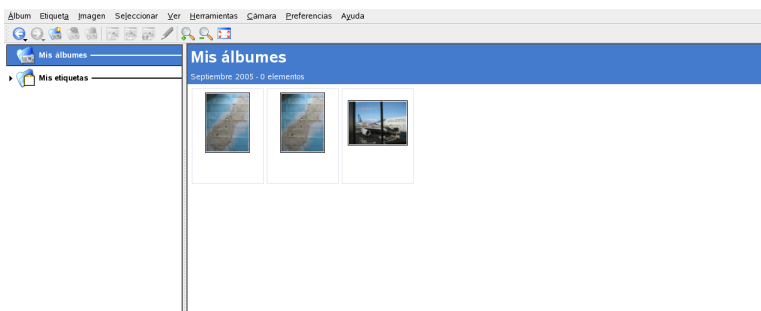 Álbum Etiqueta Imagen Seleccionar Ver Herramientas Cámara Preferencias Ayuda
Mis álbumes
Mis etiquetas
Mis álbumes
Septiembre 2005 - 0 elementos